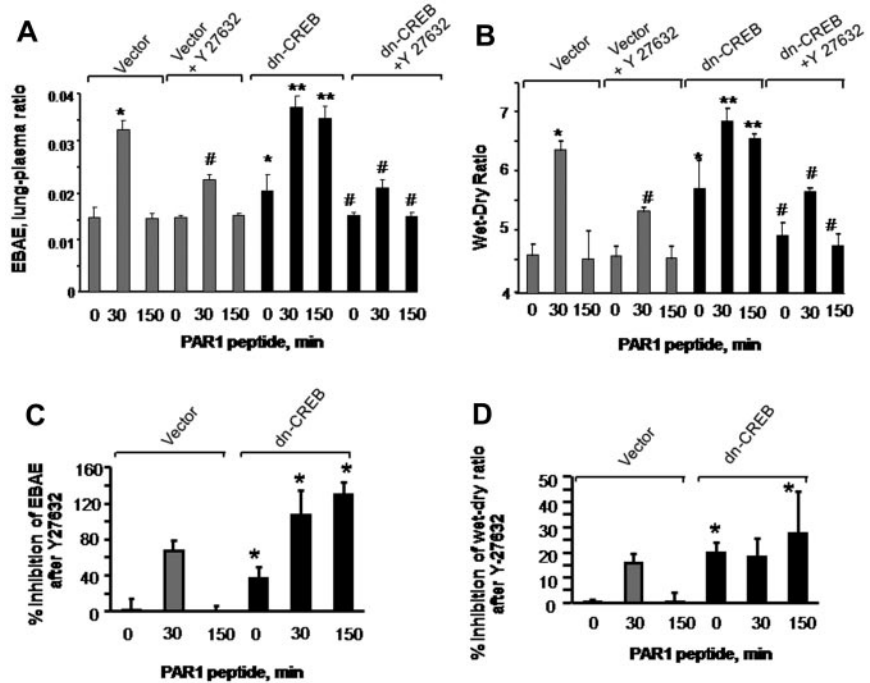 A
Vector
Vector + Y 27632
dn-CREB
dn-CREB +Y 27632
EBAE, lung-plasma ratio
0.04
0.03
0.02
0.01
0
*
#
*
**
**
#
#
#
0 30 150 0 30 150 0 30 150 0 30 150
PAR1 peptide, min
B
Vector
Vector + Y 27632
dn-CREB
dn-CREB +Y 27632
Wet-Dry Ratio
7
6
5
4
*
#
*
**
**
#
#
#
0 30 150 0 30 150 0 30 150 0 30 150
PAR1 peptide, min
C
Vector
dn-CREB
% Inhibition of EBAE after Y27632
160
120
80
40
0
*
*
*
0 30 150 0 30 150
PAR1 peptide, min
D
Vector
dn-CREB
% Inhibition of wet-dry ratio after Y-27632
50
40
30
20
10
0
*
*
0 30 150 0 30 150
PAR1 peptide, min